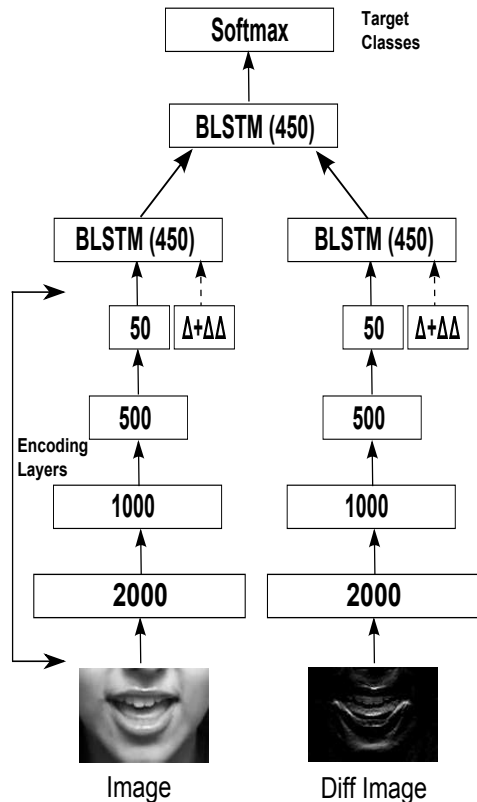 Softmax
Target
Classes
BLSTM (450)
BLSTM (450)
BLSTM (450)
50
Δ+ΔΔ
50
Δ+ΔΔ
500
500
Encoding
Layers
1000
1000
2000
2000
Image
Diff Image